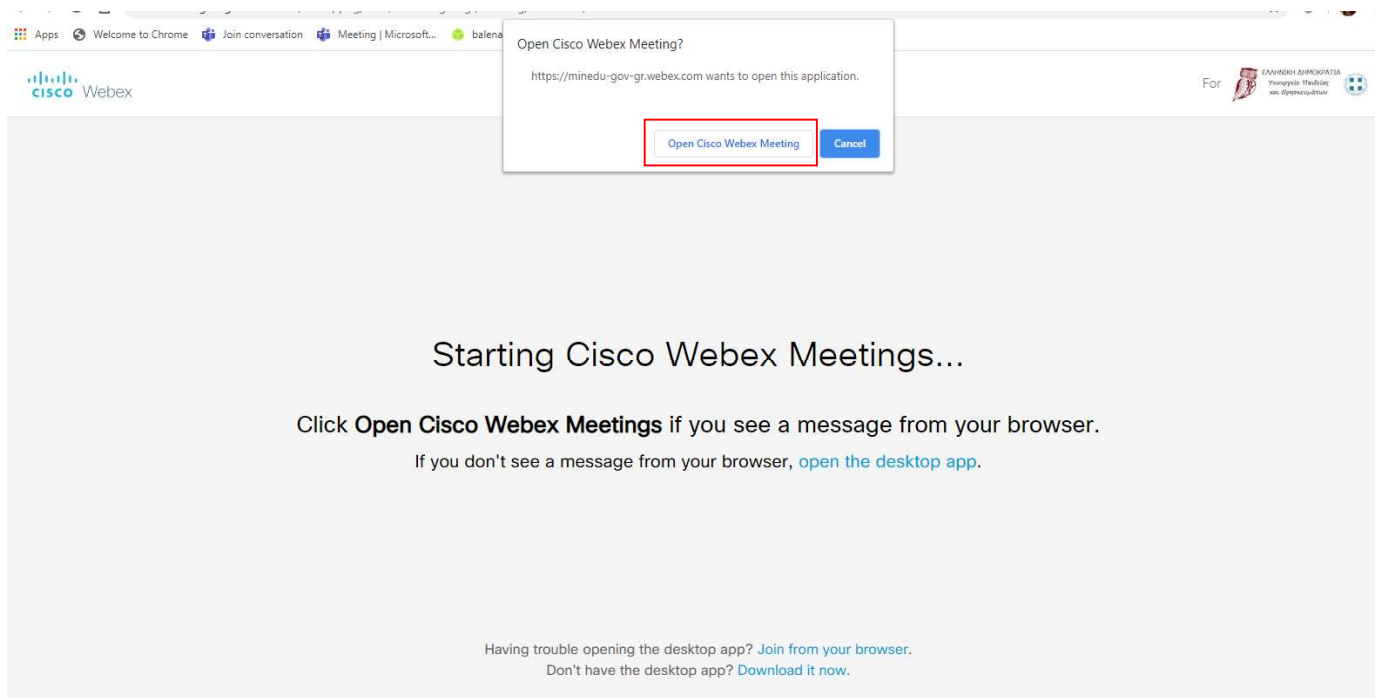 Apps Welcome to Chrome Join conversation Meeting | Microsoft... balena
Open Cisco Webex Meeting?
https://minedu-gov-gr.webex.com wants to open this application.
Open Cisco Webex Meeting Cancel
CISCO Webex
For
ΕΛΛΗΝΙΚΗ ΔΗΜΟΚΡΑΤΙΑ
Υπουργείο Παιδείας
και Θρησκευμάτων
Starting Cisco Webex Meetings...
Click Open Cisco Webex Meetings if you see a message from your browser.
If you don't see a message from your browser, open the desktop app.
Having trouble opening the desktop app? Join from your browser.
Don't have the desktop app? Download it now.